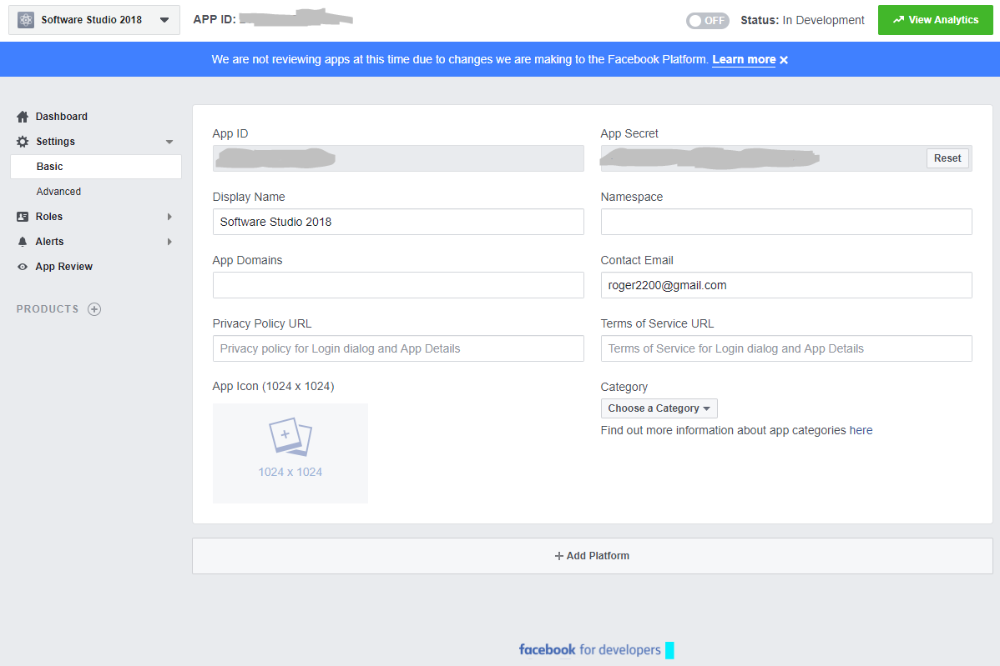 Software Studio 2018
APP ID:
OFF
Status: In Development
View Analytics
We are not reviewing apps at this time due to changes we are making to the Facebook Platform. Learn more ×
Dashboard
Settings
Basic
Advanced
Roles
Alerts
App Review
PRODUCTS
App ID
App Secret
Reset
Display Name
Software Studio 2018
Namespace
App Domains
Contact Email
roger2200@gmail.com
Privacy Policy URL
Privacy policy for Login dialog and App Details
Terms of Service URL
Terms of Service for Login dialog and App Details
App Icon (1024 x 1024)
1024 x 1024
Category
Choose a Category
Find out more information about app categories here
+ Add Platform
facebook for developers